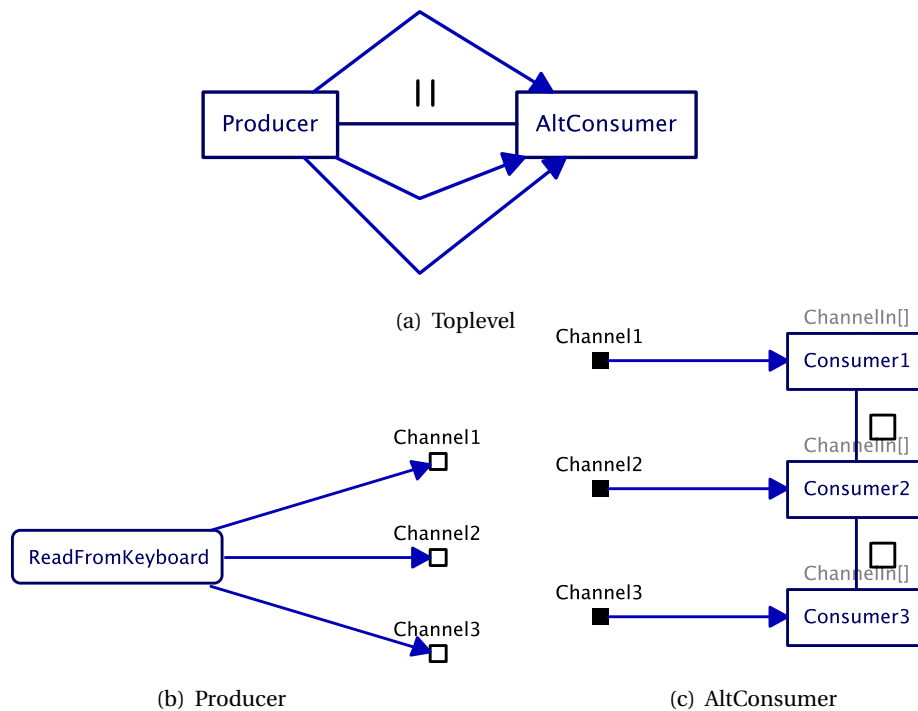 ||
Producer
AltConsumer
(a) Toplevel
Channel1
ChannelIn[]
Consumer1
Channel2
ChannelIn[]
Consumer2
Channel3
ChannelIn[]
Consumer3
Channel1
Channel2
ReadFromKeyboard
Channel3
(b) Producer
(c) AltConsumer